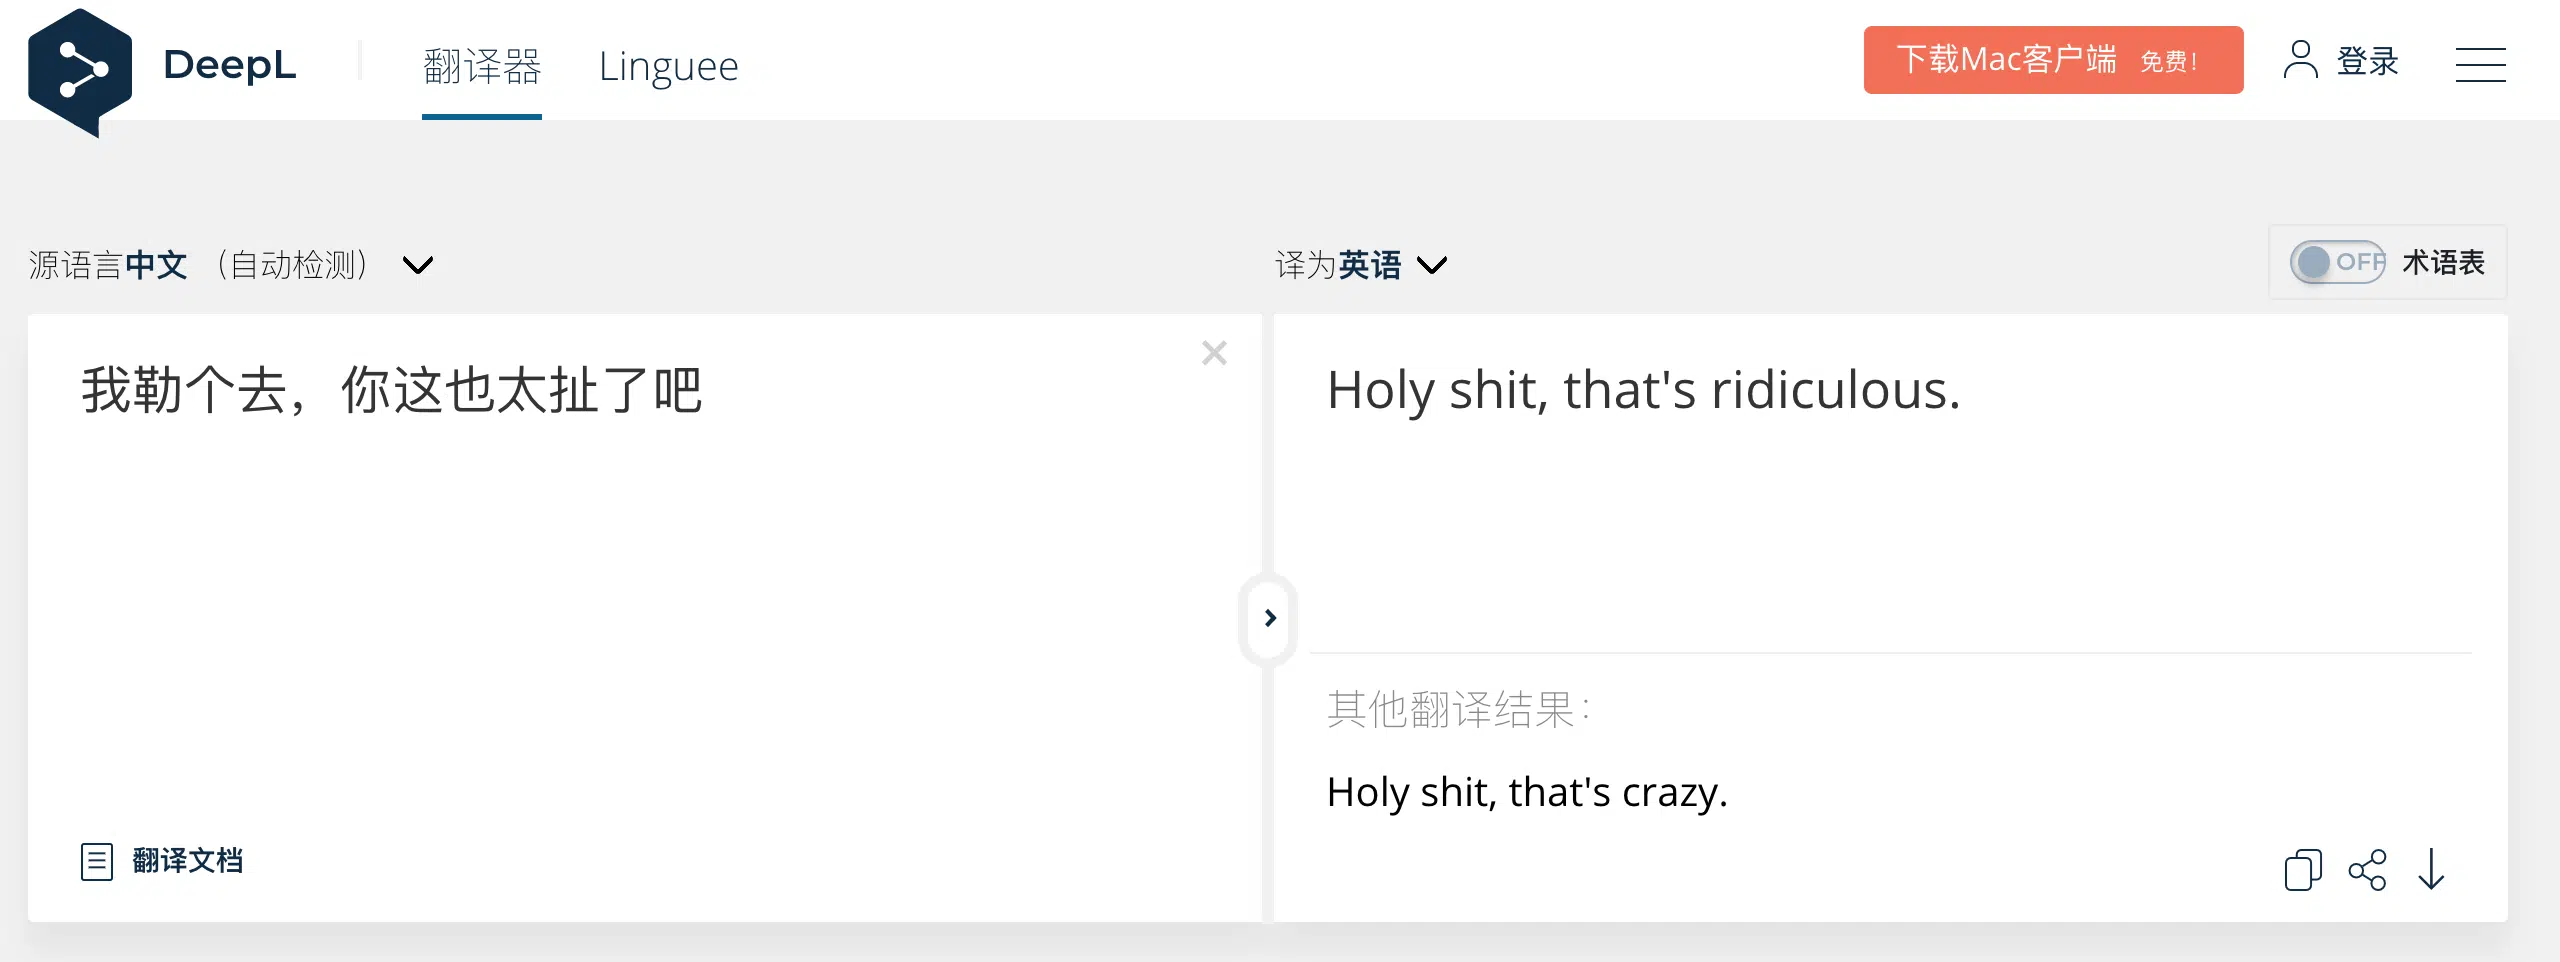 DeepL 翻译器 Linguee 下载Mac客户端 免费! 登录
源语言中文 （自动检测） 译为英语 OFF 术语表
我勒个去，你这也太扯了吧
Holy shit, that's ridiculous.
其他翻译结果：
Holy shit, that's crazy.
翻译文档